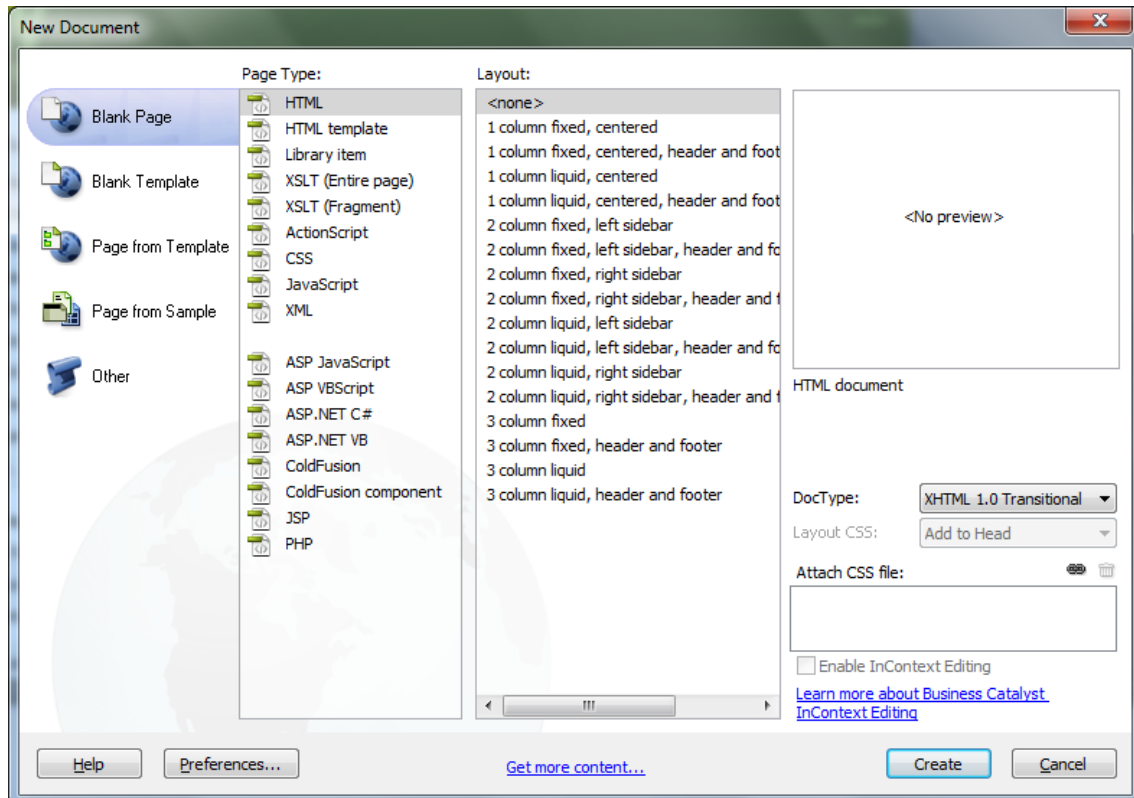 New Document
Blank Page
Blank Template
Page from Template
Page from Sample
Other
Page Type:
HTML
HTML template
Library item
XSLT (Entire page)
XSLT (Fragment)
ActionScript
CSS
JavaScript
XML
ASP JavaScript
ASP VBScript
ASP.NET C#
ASP.NET VB
ColdFusion
ColdFusion component
JSP
PHP
Layout:
<none>
1 column fixed, centered
1 column fixed, centered, header and foot
1 column liquid, centered
1 column liquid, centered, header and foot
2 column fixed, left sidebar
2 column fixed, left sidebar, header and fo
2 column fixed, right sidebar
2 column fixed, right sidebar, header and f
2 column liquid, left sidebar
2 column liquid, left sidebar, header and fo
2 column liquid, right sidebar
2 column liquid, right sidebar, header and f
3 column fixed
3 column fixed, header and footer
3 column liquid
3 column liquid, header and footer
<No preview>
HTML document
DocType: XHTML 1.0 Transitional
Layout CSS: Add to Head
Attach CSS file:
Enable InContext Editing
Learn more about Business Catalyst
InContext Editing
Help Preferences... Get more content... Create Cancel